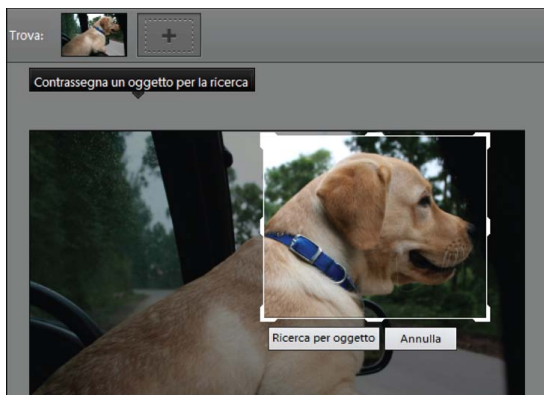 Trova:
Contrassegna un oggetto per la ricerca
Ricerca per oggetto
Annulla